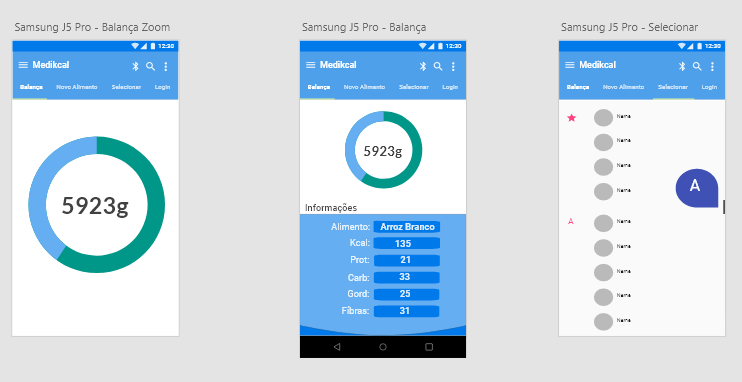 Samsung J5 Pro - Balança Zoom
12:30
Medikcal
Balança Novo Alimento Selecionar Login
5923g
Samsung J5 Pro - Balança
12:30
Medikcal
Balança Novo Alimento Selecionar Login
5923g
Informações
Alimento: Arroz Branco
Kcal: 135
Prot: 21
Carb: 33
Gord: 25
Fibras: 31
Samsung J5 Pro - Selecionar
12:30
Medikcal
Balança Novo Alimento Selecionar Login
Name
Name
Name
Name
A
A Name
Name
Name
Name
Name